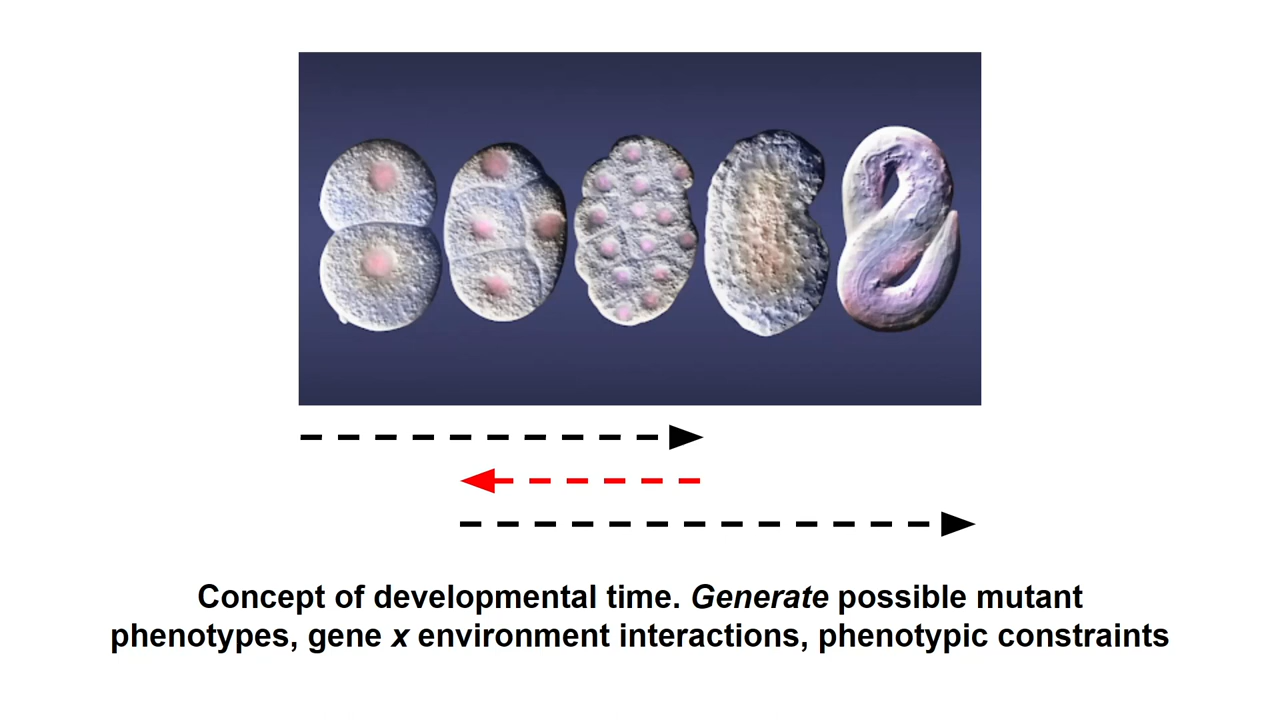 Concept of developmental time. Generate possible mutant
phenotypes, gene x environment interactions, phenotypic constraints